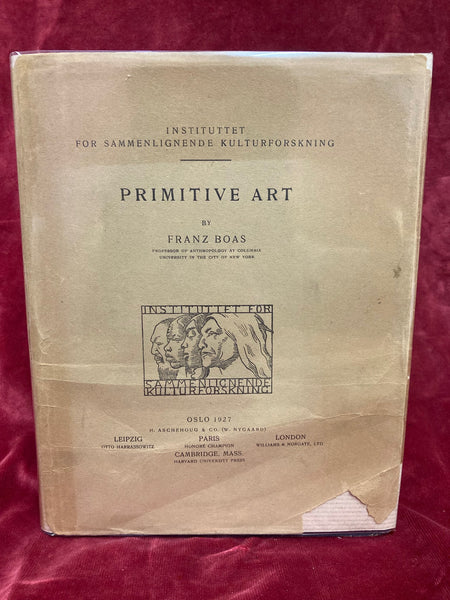 INSTITUTTET
FOR SAMMENLIGNENDE KULTURFORSKNING
PRIMITIVE ART
BY
FRANZ BOAS
PROFESSOR OF ANTHROPOLOGY AT COLUMBIA
UNIVERSITY IN THE CITY OF NEW YORK
INSTITUTTET FOR
SAMMENLIGNENDE
KULTURFORSKNING
OSLO 1927
H. ASCHEHOUG & CO. (W. NYGAARD)
LEIPZIG PARIS LONDON
OTTO HARRASSOWITZ HONORÉ CHAMPION WILLIAMS & NORGATE, LTD
CAMBRIDGE, MASS.
HARVARD UNIVERSITY PRESS